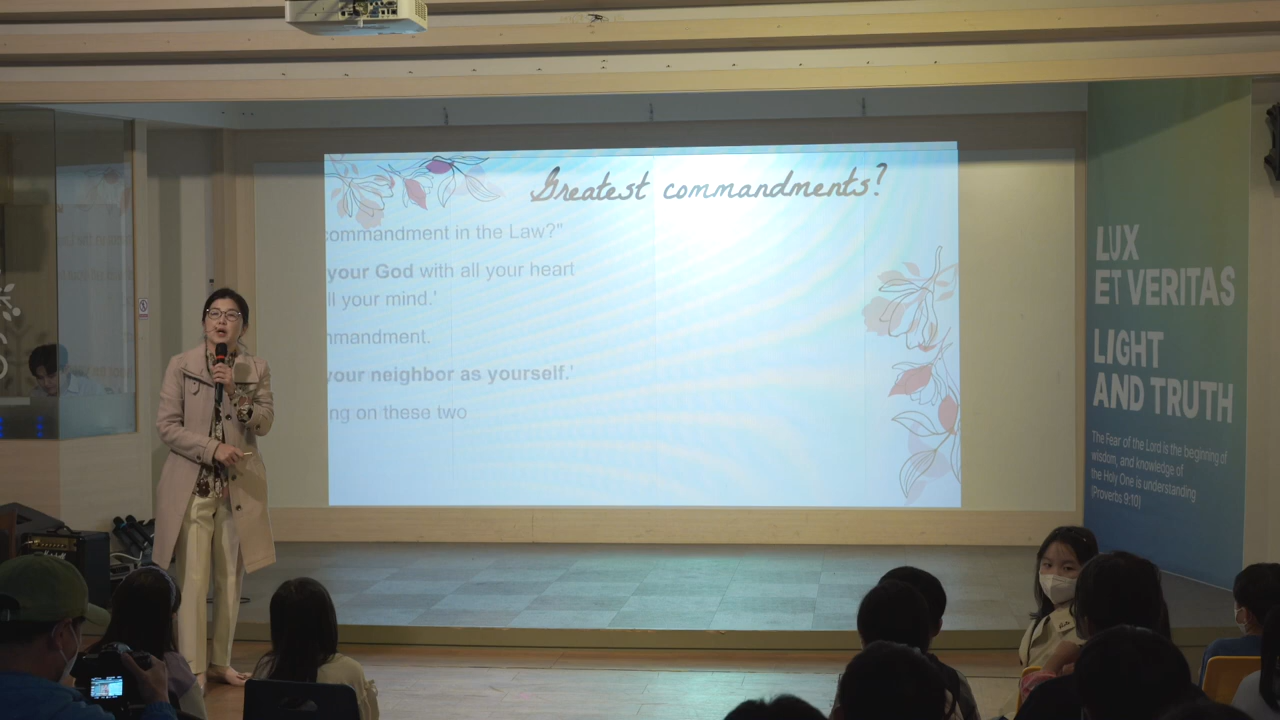 Greatest commandments?
commandment in the Law?"
your God with all your heart
ll your mind.'
mmandment.
your neighbor as yourself.'
ng on these two
LUX
ET VERITAS
LIGHT
AND TRUTH
The Fear of the Lord is the beginning of
wisdom, and knowledge of
the Holy One is understanding
(Proverbs 9:10)